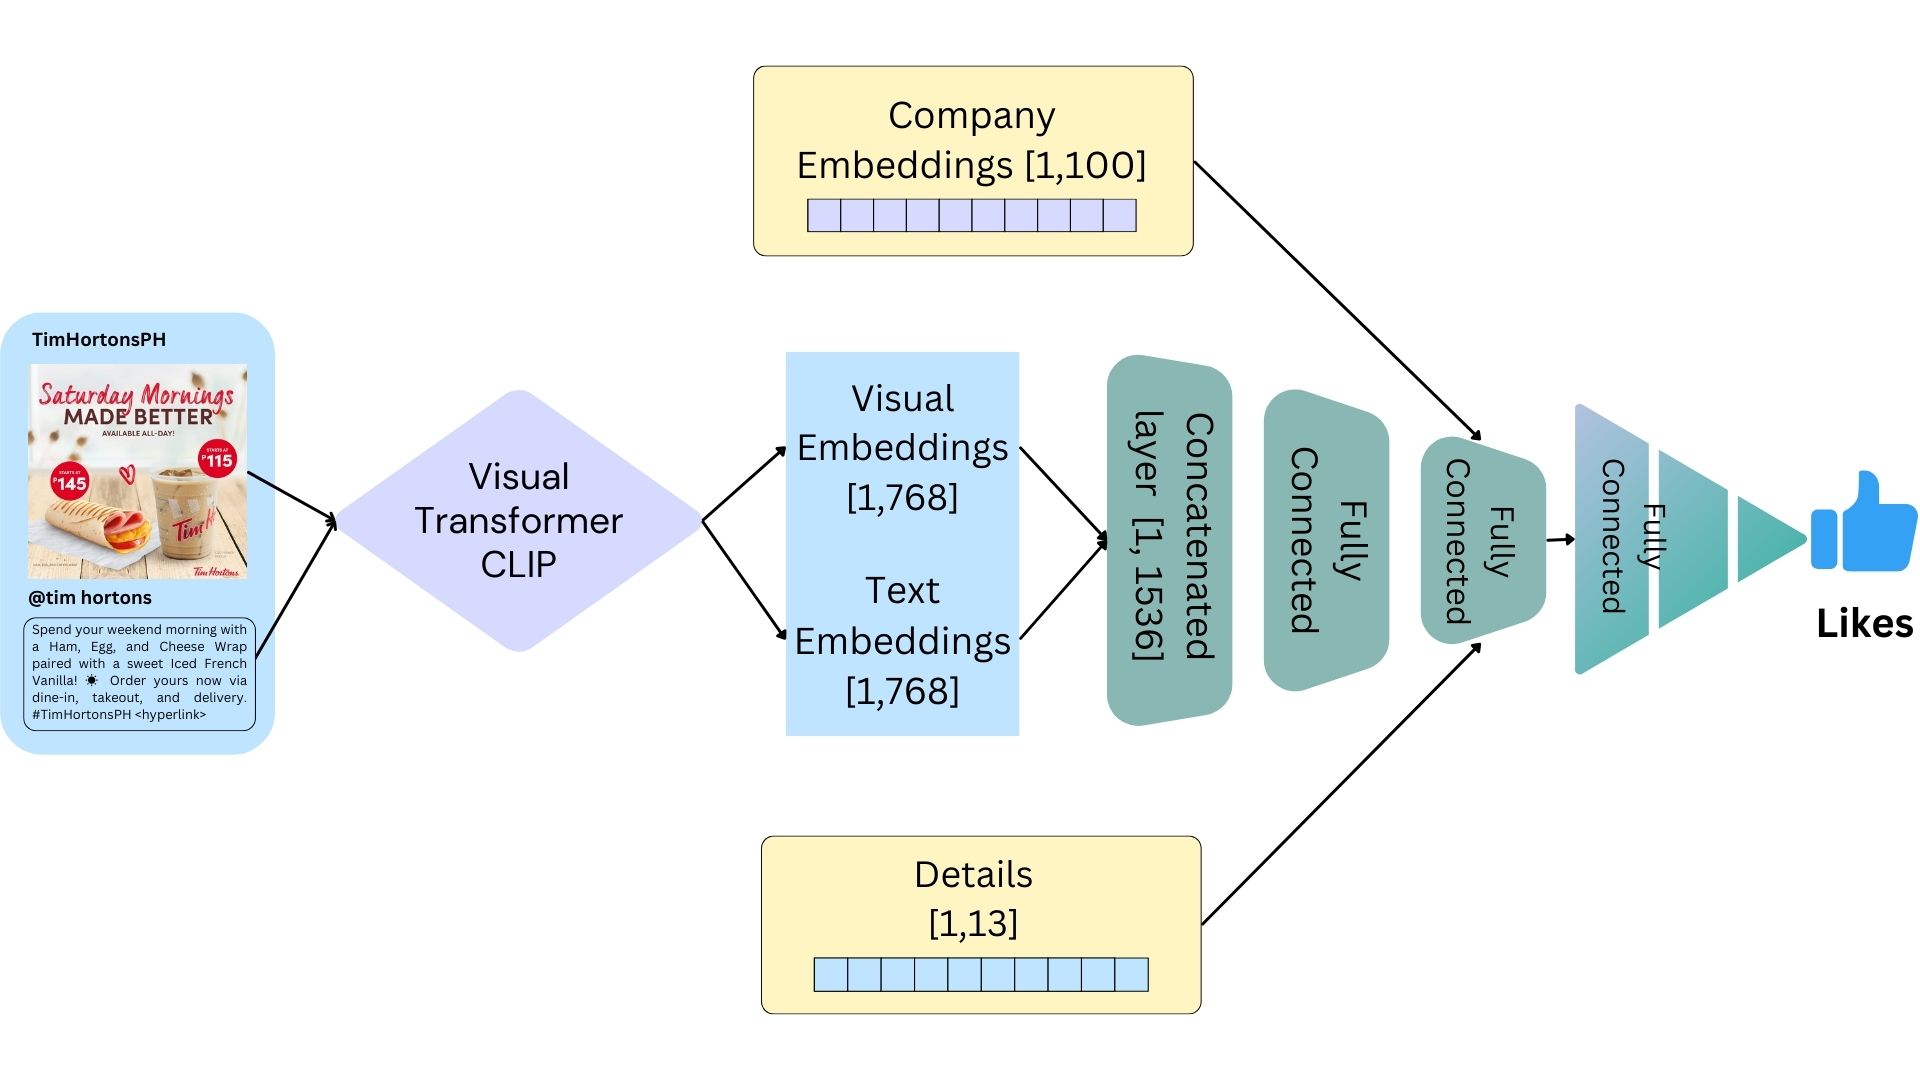 Company
Embeddings [1,100]
TimHortonsPH
Saturday Mornings
MADE BETTER
AVAILABLE ALL-DAY!
STARTS AT
₱115
STARTS AT
₱145
Tim H
Tim Hortons.
@tim hortons
Spend your weekend morning with
a Ham, Egg, and Cheese Wrap
paired with a sweet Iced French
Vanilla! ☀ Order yours now via
dine-in, takeout, and delivery.
#TimHortonsPH <hyperlink>
Visual
Transformer
CLIP
Visual
Embeddings
[1,768]
Text
Embeddings
[1,768]
Concatenated
layer [1, 1536]
Fully
Connected
Fully
Connected
Fully
Connected
Likes
Details
[1,13]